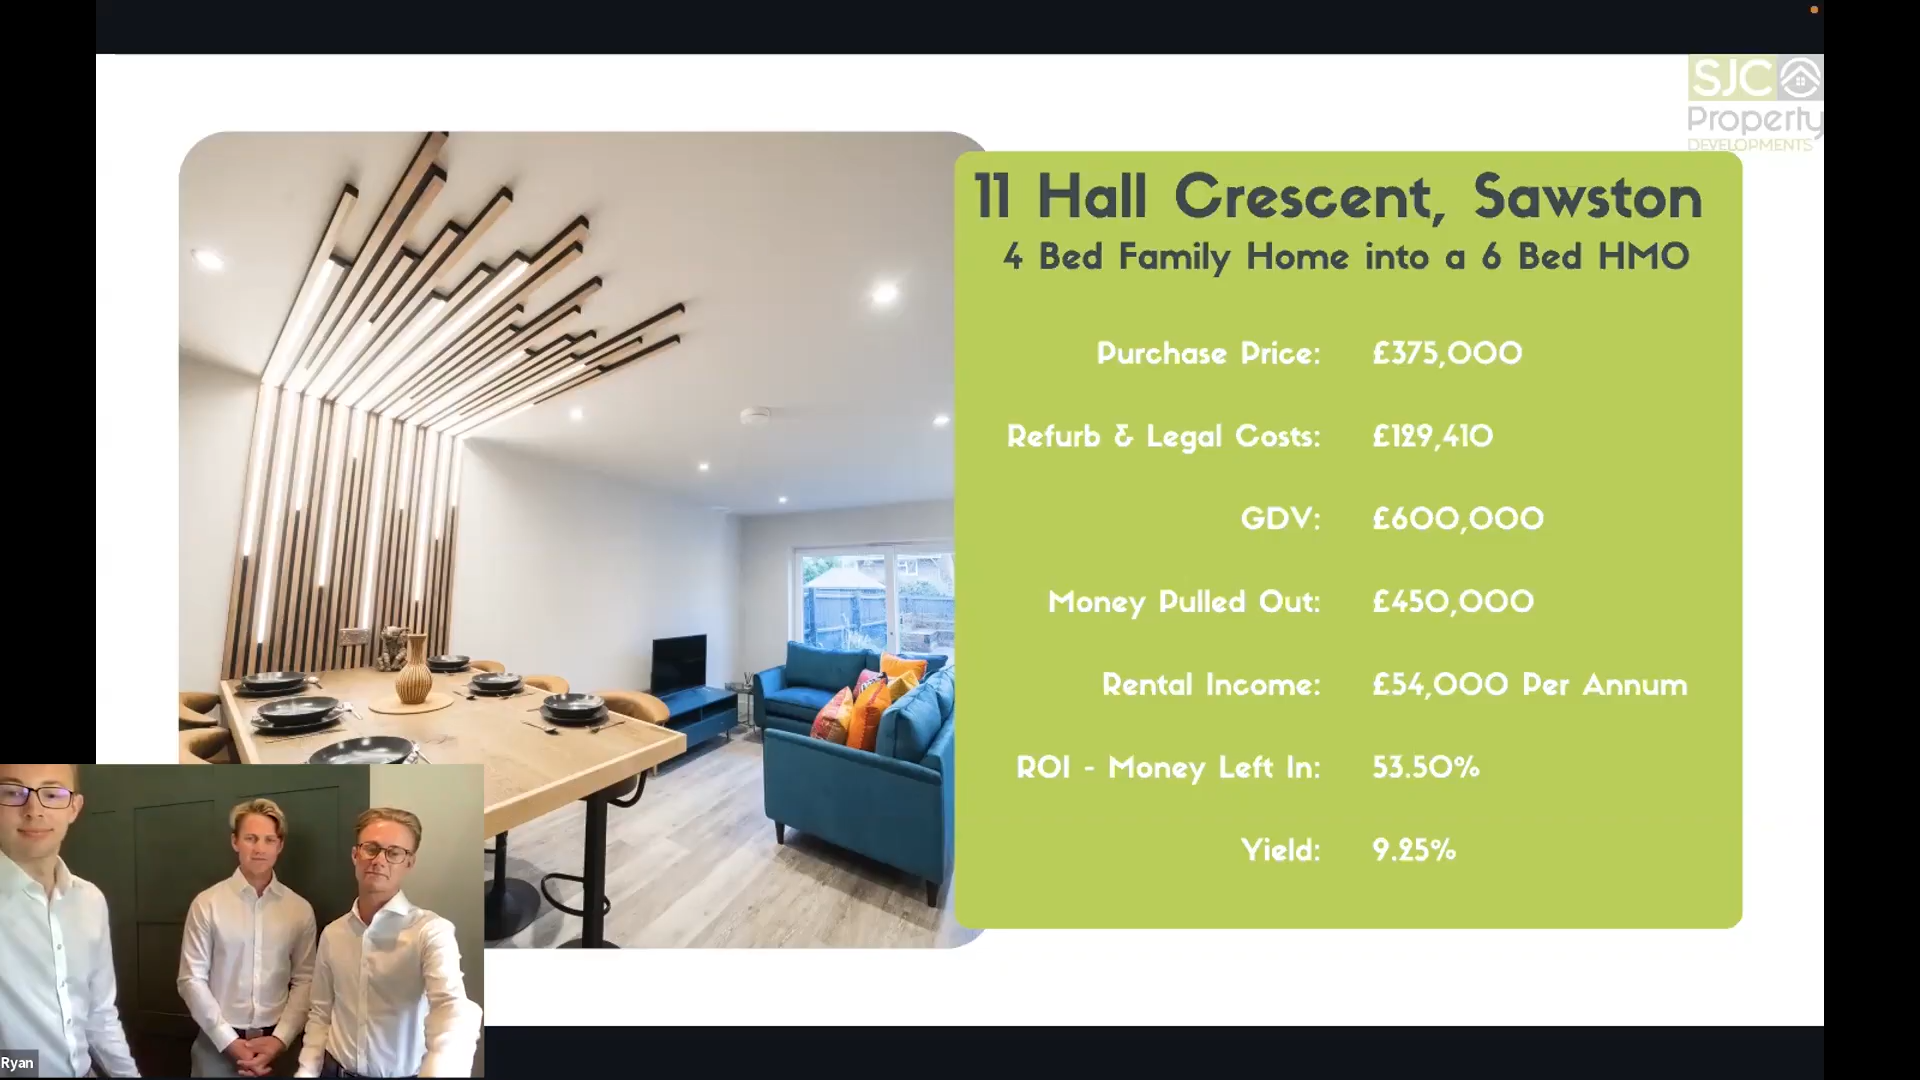 SJC
Property
DEVELOPMENTS
11 Hall Crescent, Sawston
4 Bed Family Home into a 6 Bed HMO
Purchase Price: £375,000
Refurb & Legal Costs: £129,410
GDV: £600,000
Money Pulled Out: £450,000
Rental Income: £54,000 Per Annum
ROI - Money Left In: 53.50%
Yield: 9.25%
Ryan